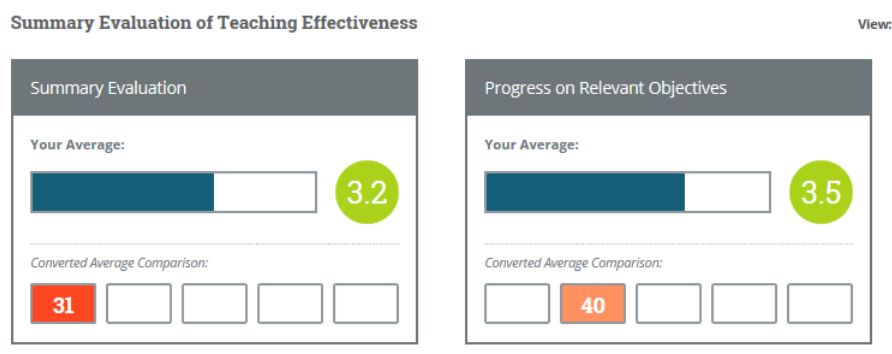 Summary Evaluation of Teaching Effectiveness
View:
Summary Evaluation
Your Average:
3.2
Converted Average Comparison:
31
Progress on Relevant Objectives
Your Average:
3.5
Converted Average Comparison:
40